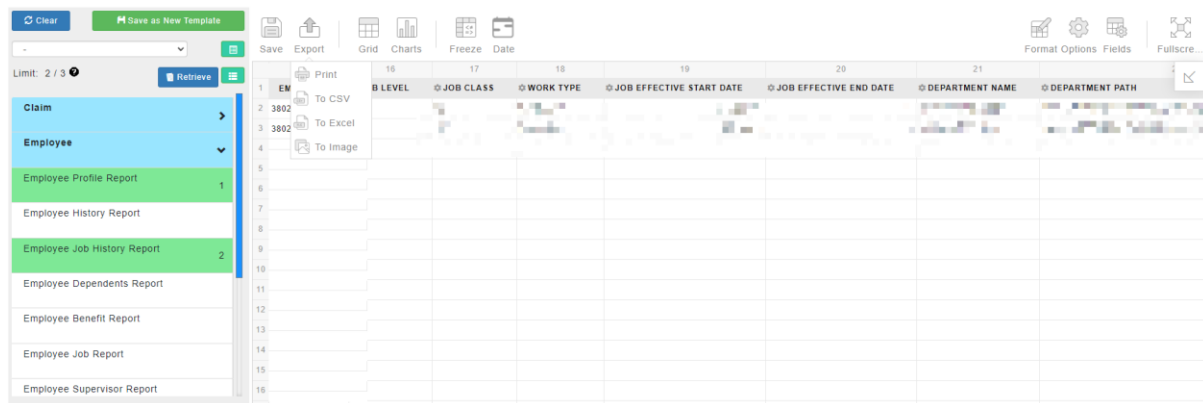 Clear
Save as New Template
-
Limit: 2 / 3 ?
Retrieve
Claim
Employee
Employee Profile Report 1
Employee History Report
Employee Job History Report 2
Employee Dependents Report
Employee Benefit Report
Employee Job Report
Employee Supervisor Report
Save Export Grid Charts Freeze Date Format Options Fields Fullscre...
Print
To CSV
To Excel
To Image
16 17 18 19 20 21
1 EM B LEVEL JOB CLASS WORK TYPE JOB EFFECTIVE START DATE JOB EFFECTIVE END DATE DEPARTMENT NAME DEPARTMENT PATH
2 3802
3 3802
4
5
6
7
8
9
10
11
12
13
14
15
16